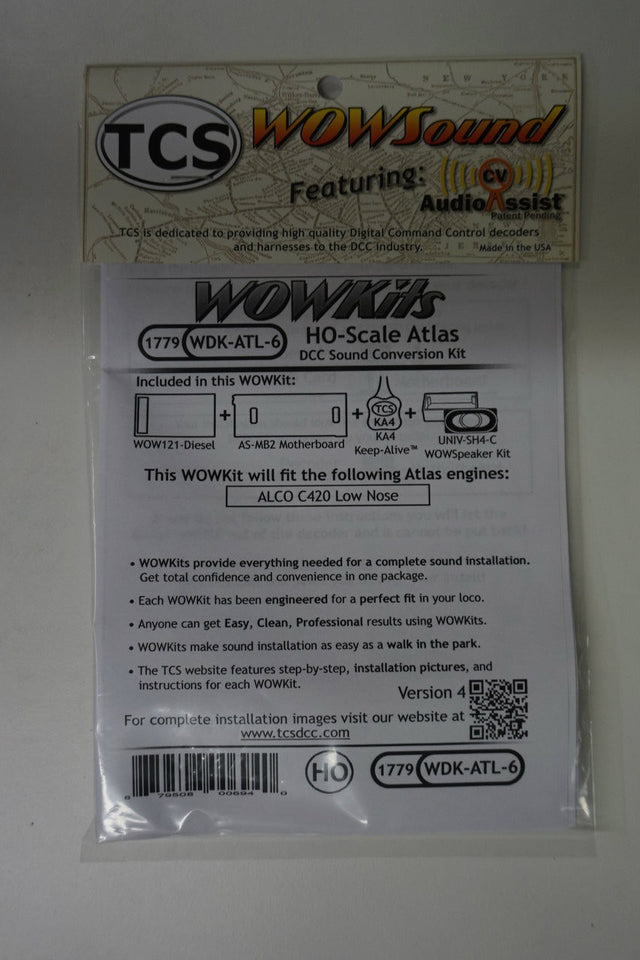 TCS
WOWSound
Featuring:
CV
AudioAssist
Patent Pending
TCS is dedicated to providing high quality Digital Command Control decoders
and harnesses to the DCC industry.
Made in the USA
WOWKits
1779 WDK-ATL-6
HO-Scale Atlas
DCC Sound Conversion Kit
Included in this WOWKit:
+ + +
TCS
KA4
WOW121-Diesel
AS-MB2 Motherboard
KA4
Keep-Alive™
UNIV-SH4-C
WOWSpeaker Kit
This WOWKit will fit the following Atlas engines:
ALCO C420 Low Nose
• WOWKits provide everything needed for a complete sound installation.
Get total confidence and convenience in one package.
• Each WOWKit has been engineered for a perfect fit in your loco.
• Anyone can get Easy, Clean, Professional results using WOWKits.
• WOWKits make sound installation as easy as a walk in the park.
• The TCS website features step-by-step, installation pictures, and
instructions for each WOWKit.
Version 4
For complete installation images visit our website at
www.tcsdcc.com
6 79508 00694 0
HO
1779 WDK-ATL-6